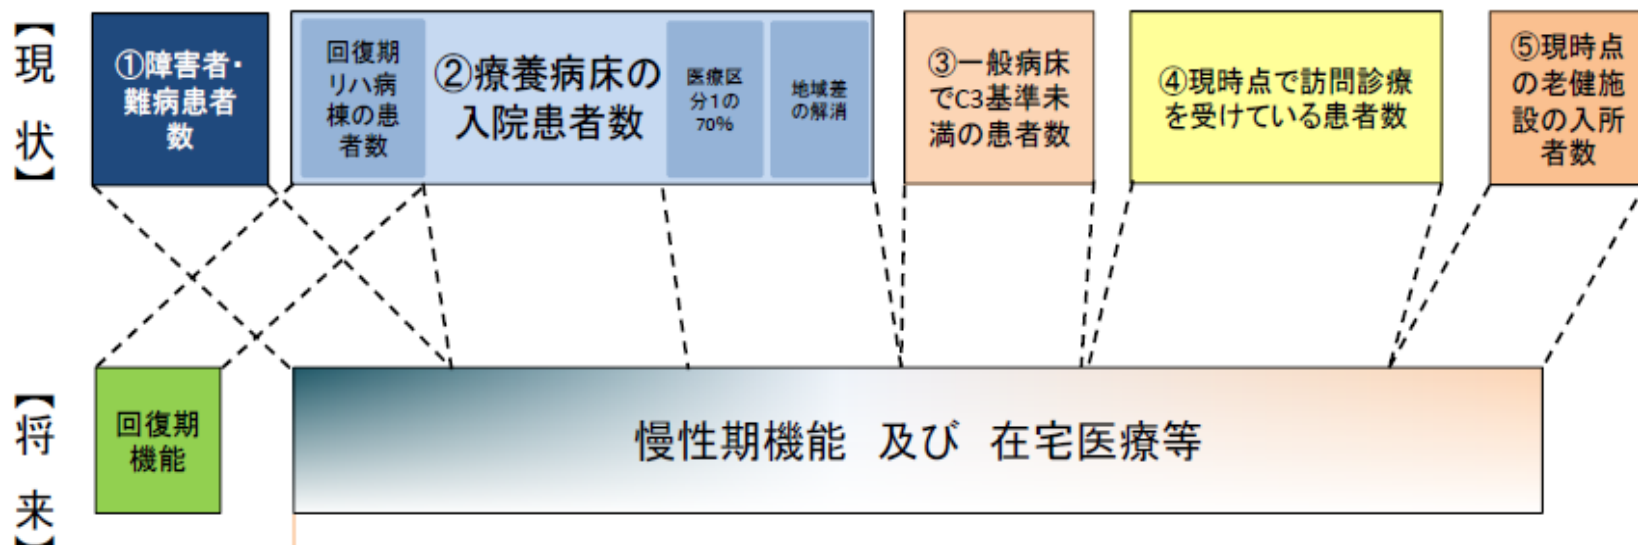 【現状】
①障害者・
難病患者
数
回復期
リハ病
棟の患
者数
②療養病床の
入院患者数
医療区
分1の
70%
地域差
の解消
③一般病床
でC3基準未
満の患者数
④現時点で訪問診療
を受けている患者数
⑤現時点
の老健施
設の入所
者数
【将来】
回復期
機能
慢性期機能 及び 在宅医療等